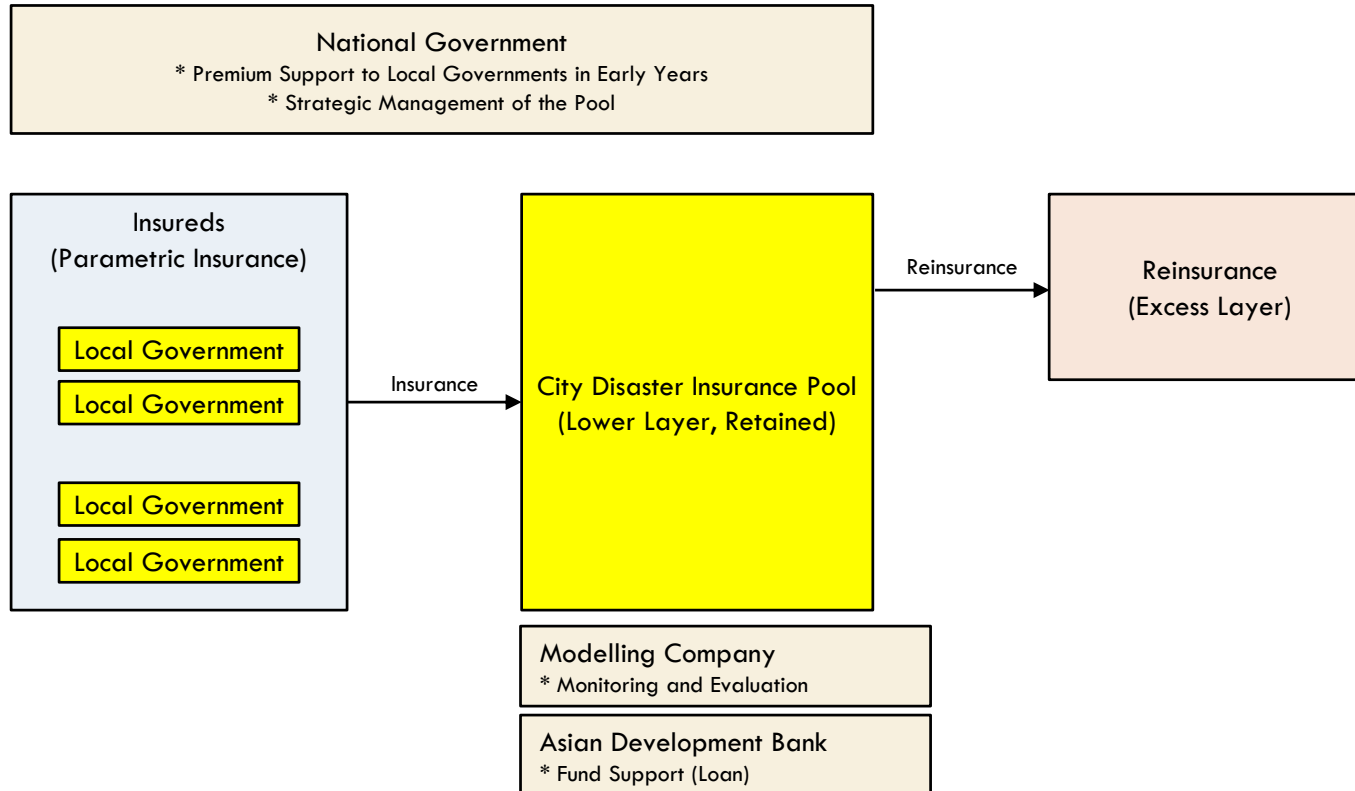 National Government
* Premium Support to Local Governments in Early Years
* Strategic Management of the Pool
Insureds
(Parametric Insurance)
Local Government
Local Government
Local Government
Local Government
Insurance
City Disaster Insurance Pool
(Lower Layer, Retained)
Reinsurance
Reinsurance
(Excess Layer)
Modelling Company
* Monitoring and Evaluation
Asian Development Bank
* Fund Support (Loan)